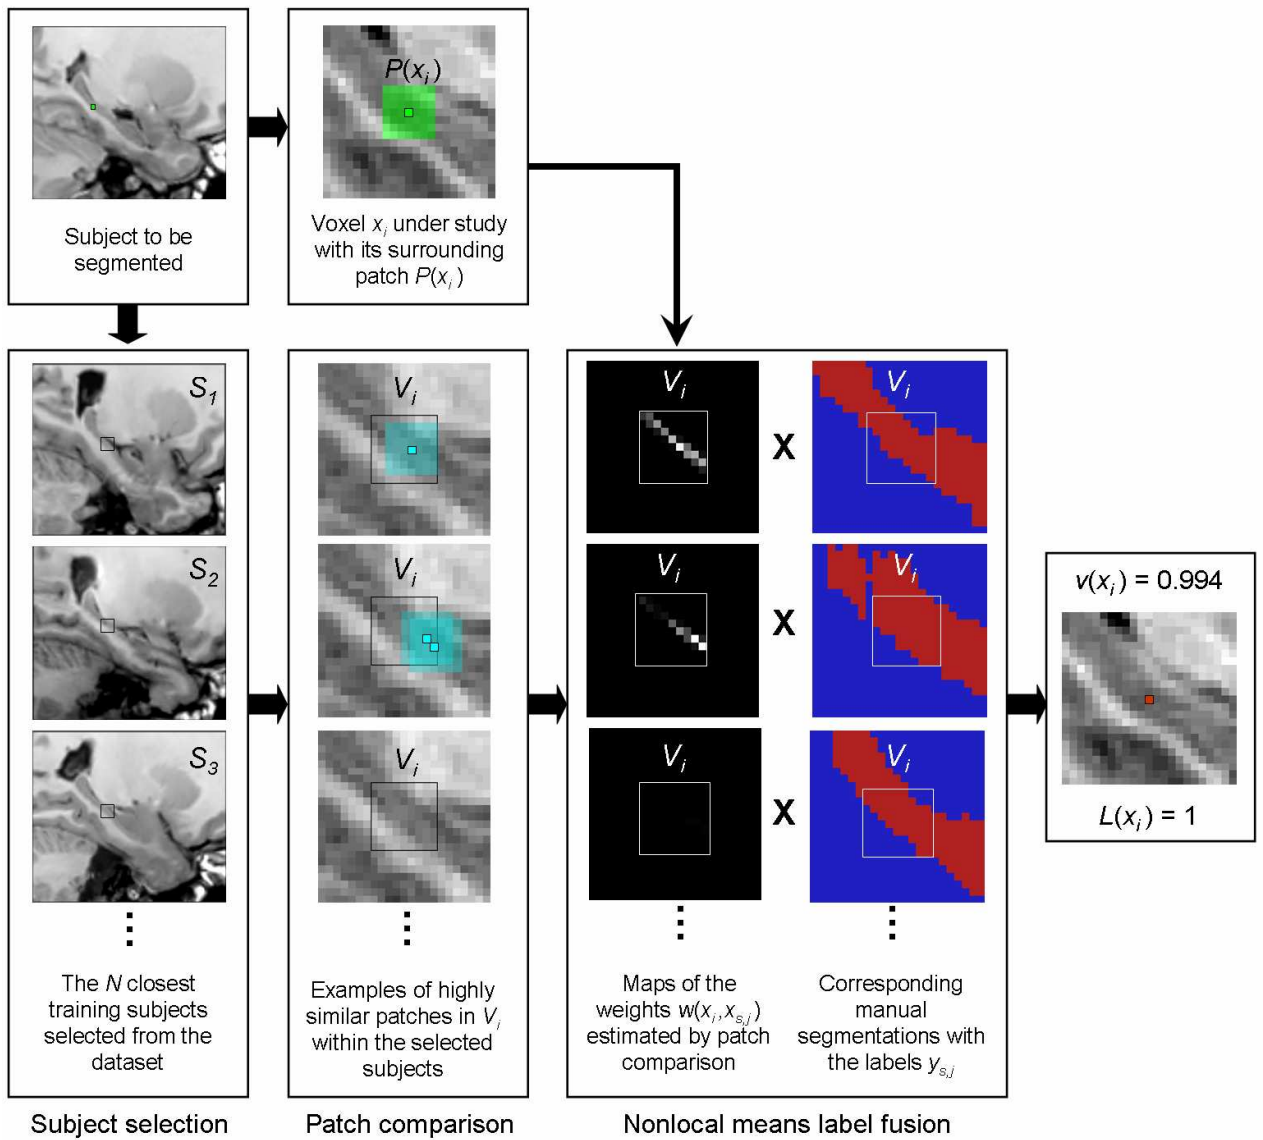 P(xᵢ)
Subject to be
segmented
Voxel xᵢ under study
with its surrounding
patch P(xᵢ)
S₁
Vᵢ
Vᵢ
X
Vᵢ
S₂
Vᵢ
Vᵢ
X
Vᵢ
S₃
Vᵢ
Vᵢ
X
Vᵢ
v(xᵢ) = 0.994
L(xᵢ) = 1
The N closest
training subjects
selected from the
dataset
Examples of highly
similar patches in Vᵢ
within the selected
subjects
Maps of the
weights w(xᵢ,x_{s,j})
estimated by patch
comparison
Corresponding
manual
segmentations with
the labels y_{s,j}
Subject selection
Patch comparison
Nonlocal means label fusion